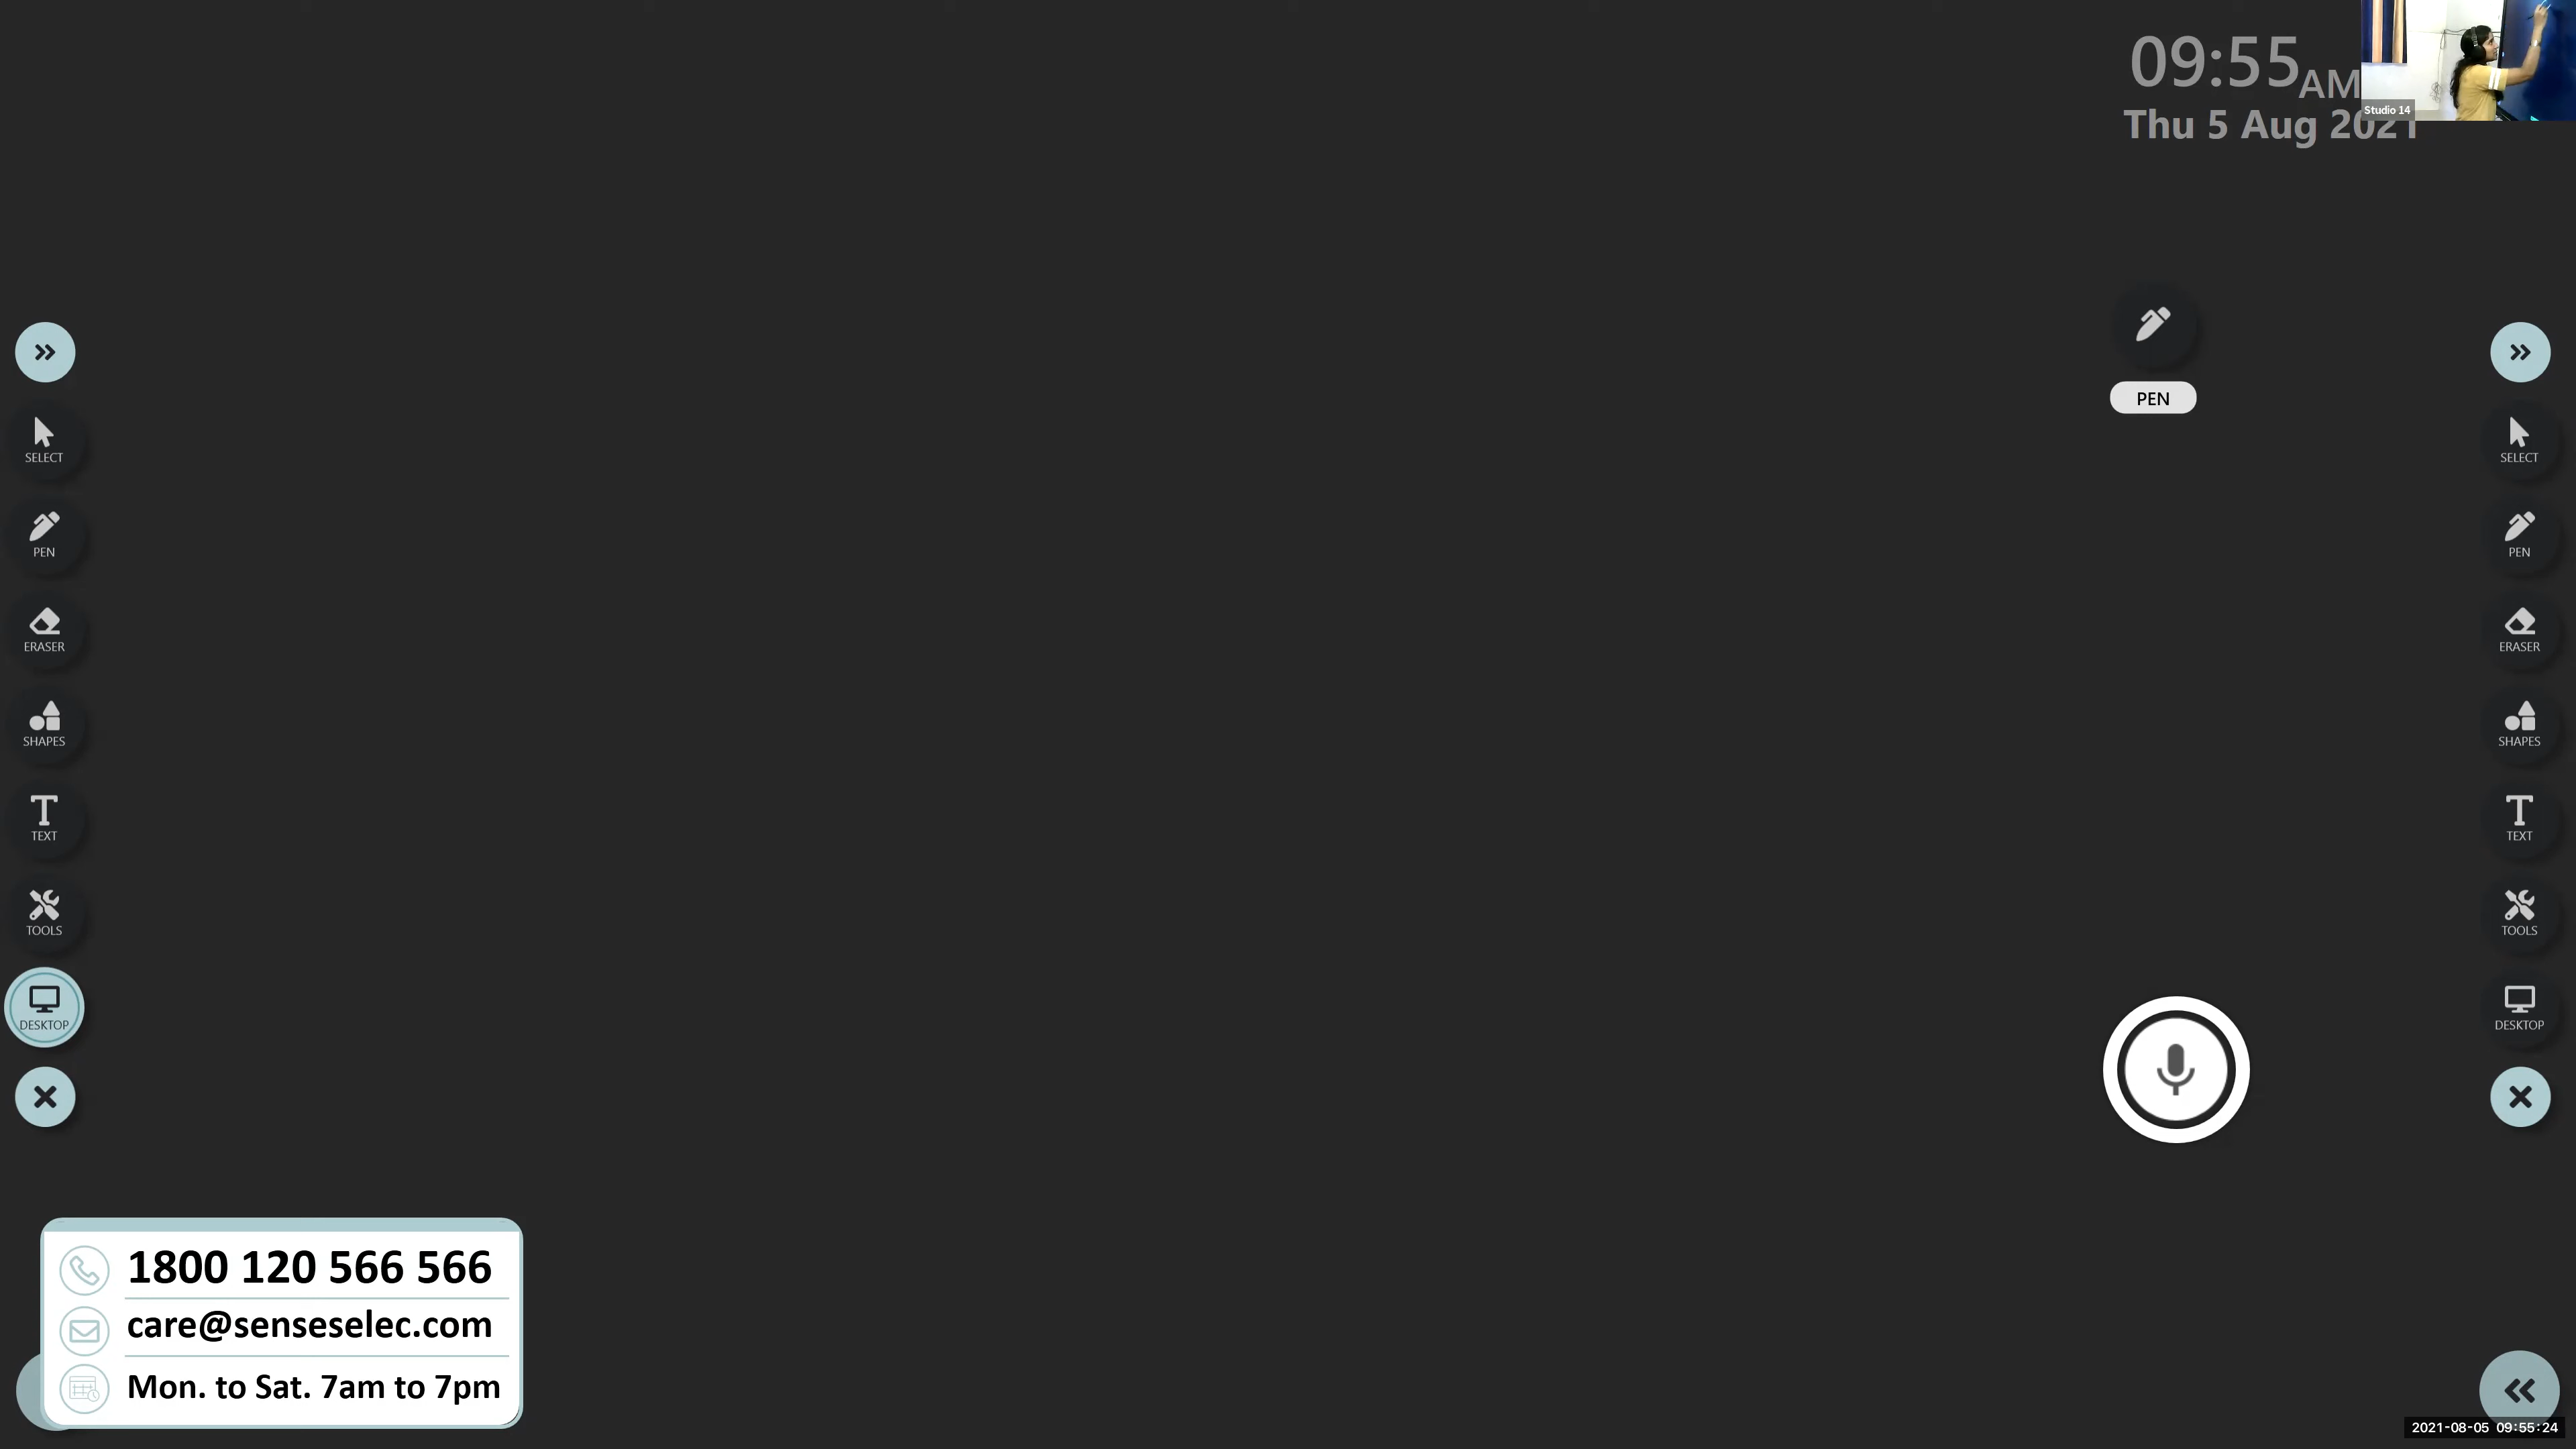 09:55 AM
Thu 5 Aug 2021
Studio 14
SELECT
PEN
ERASER
SHAPES
TEXT
TOOLS
DESKTOP
PEN
SELECT
PEN
ERASER
SHAPES
TEXT
TOOLS
DESKTOP
1800 120 566 566
care@senseselec.com
Mon. to Sat. 7am to 7pm
2021-08-05 09:55:24